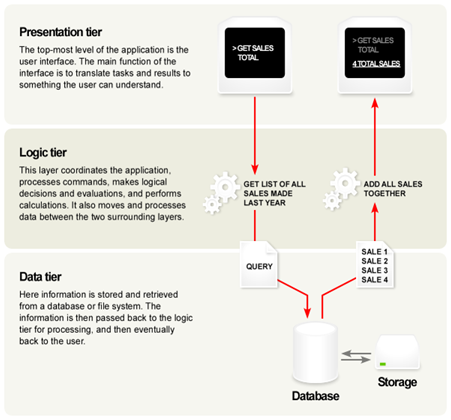 Presentation tier
The top-most level of the application is the
user interface. The main function of the
interface is to translate tasks and results to
something the user can understand.
> GET SALES
TOTAL
> GET SALES
TOTAL
4 TOTAL SALES
Logic tier
This layer coordinates the application,
processes commands, makes logical
decisions and evaluations, and performs
calculations. It also moves and processes
data between the two surrounding layers.
GET LIST OF ALL
SALES MADE
LAST YEAR
ADD ALL SALES
TOGETHER
Data tier
Here information is stored and retrieved
from a database or file system. The
information is then passed back to the logic
tier for processing, and then eventually
back to the user.
QUERY
SALE 1
SALE 2
SALE 3
SALE 4
Database
Storage